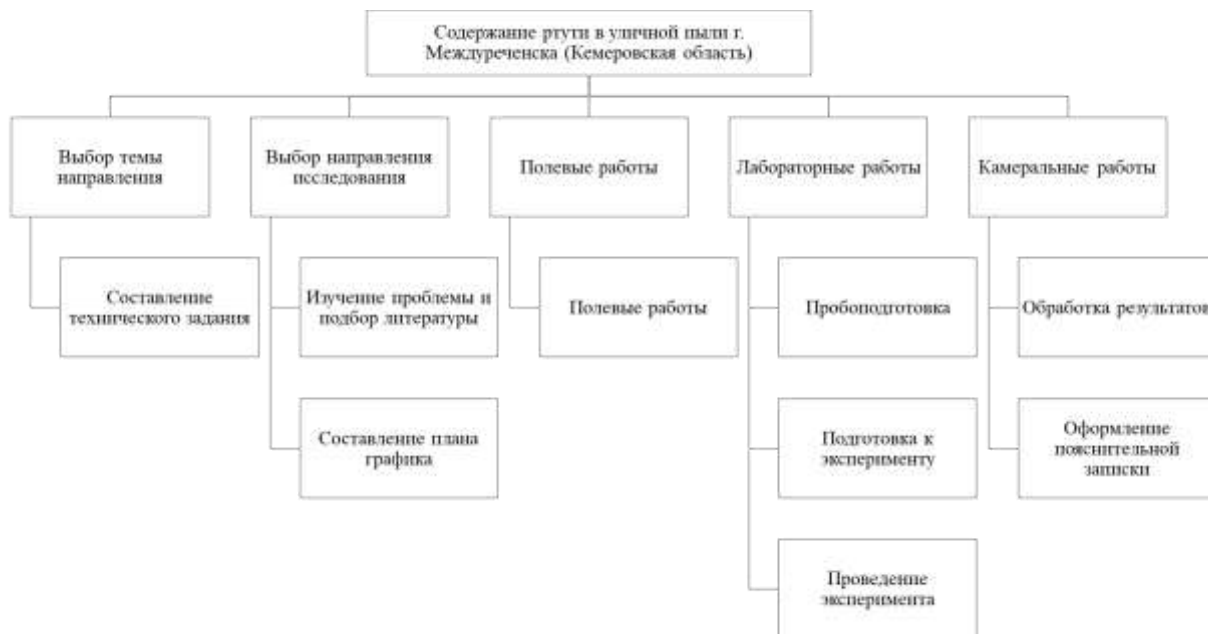 Содержание ртути в уличной пыли г.
Междуреченска (Кемеровская область)
Выбор темы
направления
Выбор направления
исследования
Полевые работы
Лабораторные работы
Камеральные работы
Составление
технического задания
Изучение проблемы и
подбор литературы
Полевые работы
Пробоподготовка
Обработка результатов
Составление плана
графика
Подготовка к
эксперименту
Оформление
пояснительной
записки
Проведение
эксперимента